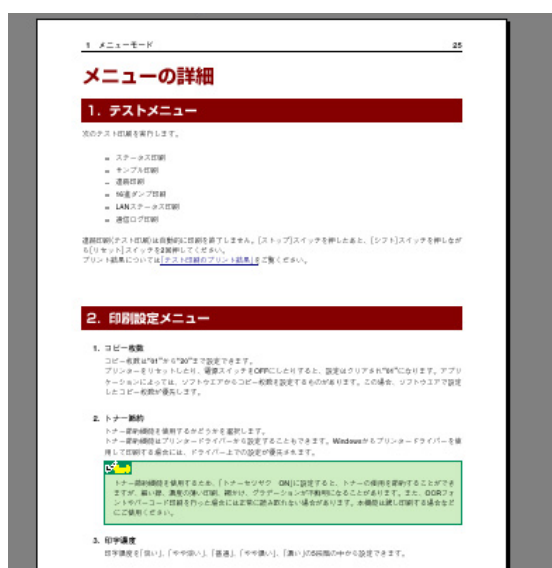 1 メニューモード 25
メニューの詳細
1. テストメニュー
次のテスト印刷を実行します。
ステータス印刷
サンプル印刷
連続印刷
16進ダンプ印刷
LANステータス印刷
通信ログ印刷
連続印刷(テスト印刷)は自動的に印刷を終了しません。[ストップ]スイッチを押したあと、[シフト]スイッチを押しなが
ら[リセット]スイッチを2回押してください。
プリント結果については「テスト印刷のプリント結果」をご覧ください。
2. 印刷設定メニュー
1. コピー枚数
コピー枚数は"01"から"20"まで設定できます。
プリンターをリセットしたり、電源スイッチをOFFにしたりすると、設定はクリアされ"01"になります。アプリ
ケーションによっては、ソフトウエアからコピー枚数を設定するものがあります。この場合、ソフトウエアで設定
したコピー枚数が優先します。
2. トナー節約
トナー節約機能を使用するかどうかを選択します。
トナー節約機能はプリンタードライバーから設定することもできます。Windowsからプリンタードライバーを使
用して印刷する場合には、ドライバー上での設定が優先されます。
トナー節約機能を使用するため、「トナーセツヤク ON」に設定すると、トナーの使用を節約することができ
ますが、細い線、濃度の薄い印刷、網かけ、グラデーションが不鮮明になることがあります。また、OCRフォ
ントやバーコード印刷を行った場合には正常に読み取れない場合があります。本機能は試し印刷する場合など
にご使用ください。
3. 印字濃度
印字濃度を「淡い」、「やや淡い」、「普通」、「やや濃い」、「濃い」の5段階の中から設定できます。